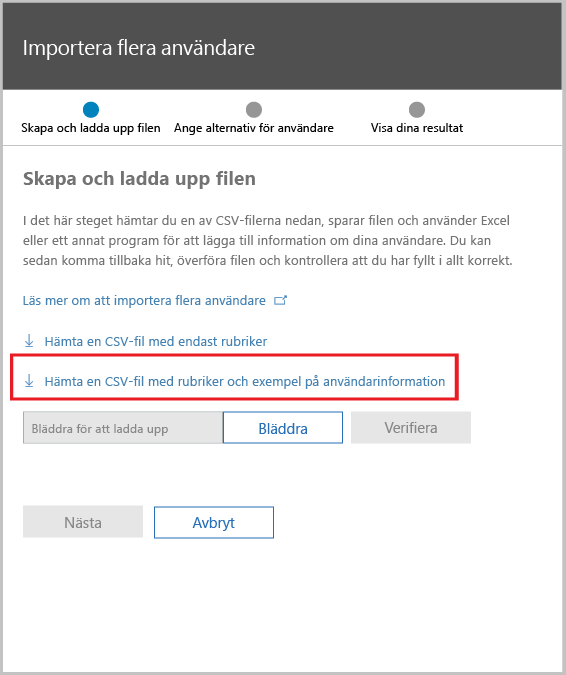 Importera flera användare
Skapa och ladda upp filen
Ange alternativ för användare
Visa dina resultat
Skapa och ladda upp filen
I det här steget hämtar du en av CSV-filerna nedan, sparar filen och använder Excel
eller ett annat program för att lägga till information om dina användare. Du kan
sedan komma tillbaka hit, överföra filen och kontrollera att du har fyllt i allt korrekt.
Läs mer om att importera flera användare
Hämta en CSV-fil med endast rubriker
Hämta en CSV-fil med rubriker och exempel på användarinformation
Bläddra för att ladda upp
Bläddra
Verifiera
Nästa
Avbryt